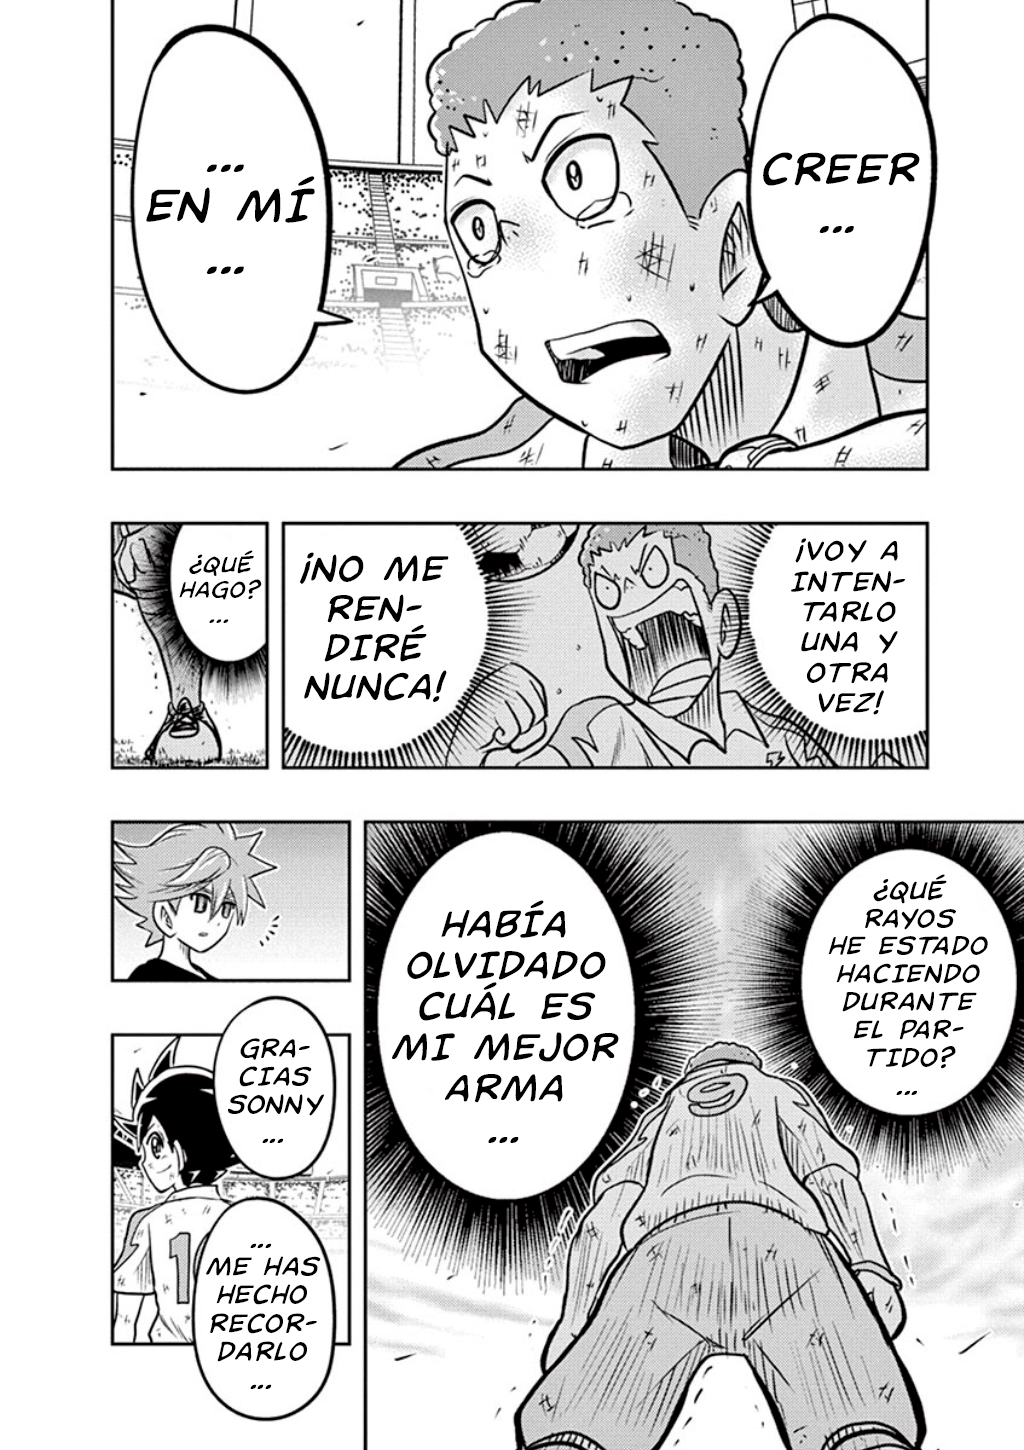 CREER
...
...
EN MÍ
...
¡VOY A
INTEN-
TARLO
UNA Y
OTRA
VEZ!
¡NO ME
REN-
DIRÉ
NUNCA!
¿QUÉ
HAGO?
...
¿QUÉ
RAYOS
HE ESTADO
HACIENDO
DURANTE
EL PAR-
TIDO?
...
HABÍA
OLVIDADO
CUÁL ES
MI MEJOR
ARMA
...
9
GRA-
CIAS
SONNY
...
1
...
ME HAS
HECHO
RECOR-
DARLO
...